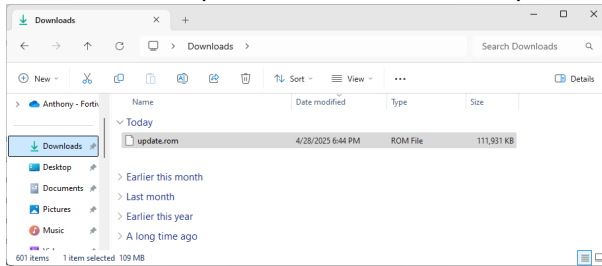 Downloads
Downloads
Search Downloads
New
Sort
View
Details
Name
Date modified
Type
Size
Anthony - Fortiv
Today
Downloads
update.rom
4/28/2025 6:44 PM
ROM File
111,931 KB
Desktop
Documents
Earlier this month
Last month
Pictures
Earlier this year
Music
A long time ago
601 items
1 item selected 109 MB